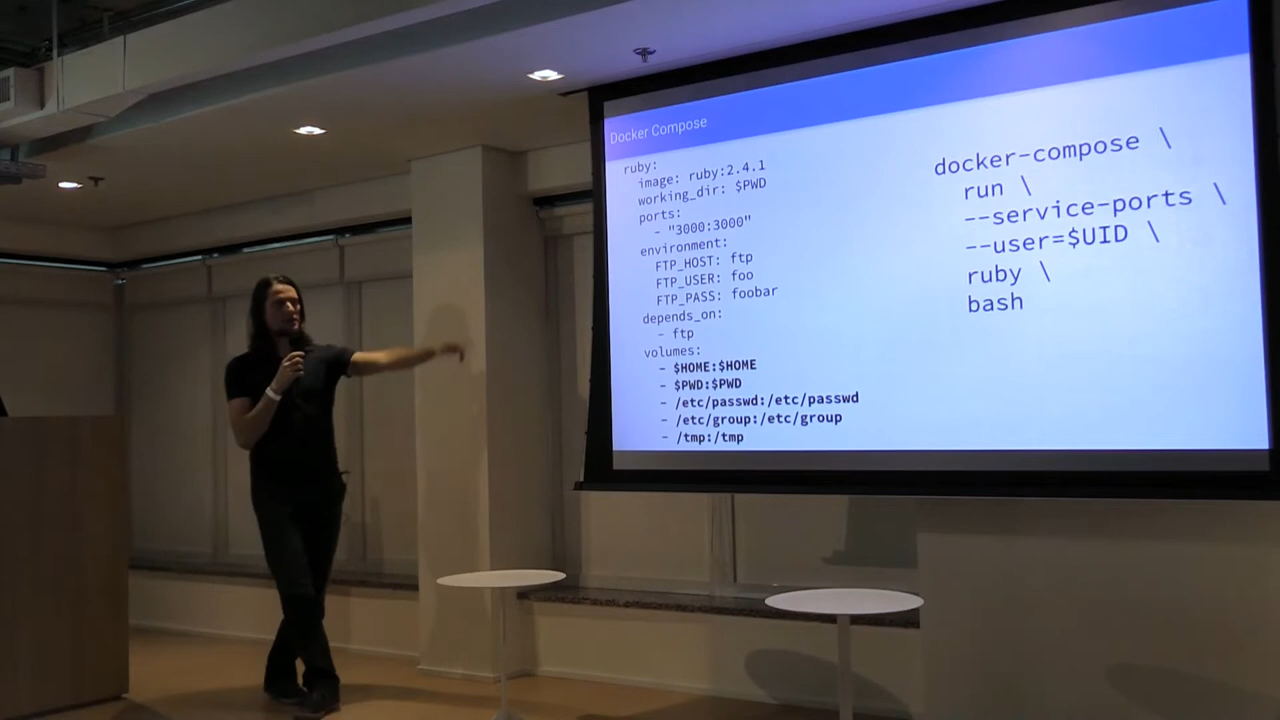 Docker Compose
ruby:
image: ruby:2.4.1
working_dir: $PWD
ports:
- "3000:3000"
environment:
FTP_HOST: ftp
FTP_USER: foo
FTP_PASS: foobar
depends_on:
- ftp
volumes:
- $HOME:$HOME
- $PWD:$PWD
- /etc/passwd:/etc/passwd
- /etc/group:/etc/group
- /tmp:/tmp
docker-compose \
run \
--service-ports \
--user=$UID \
ruby \
bash